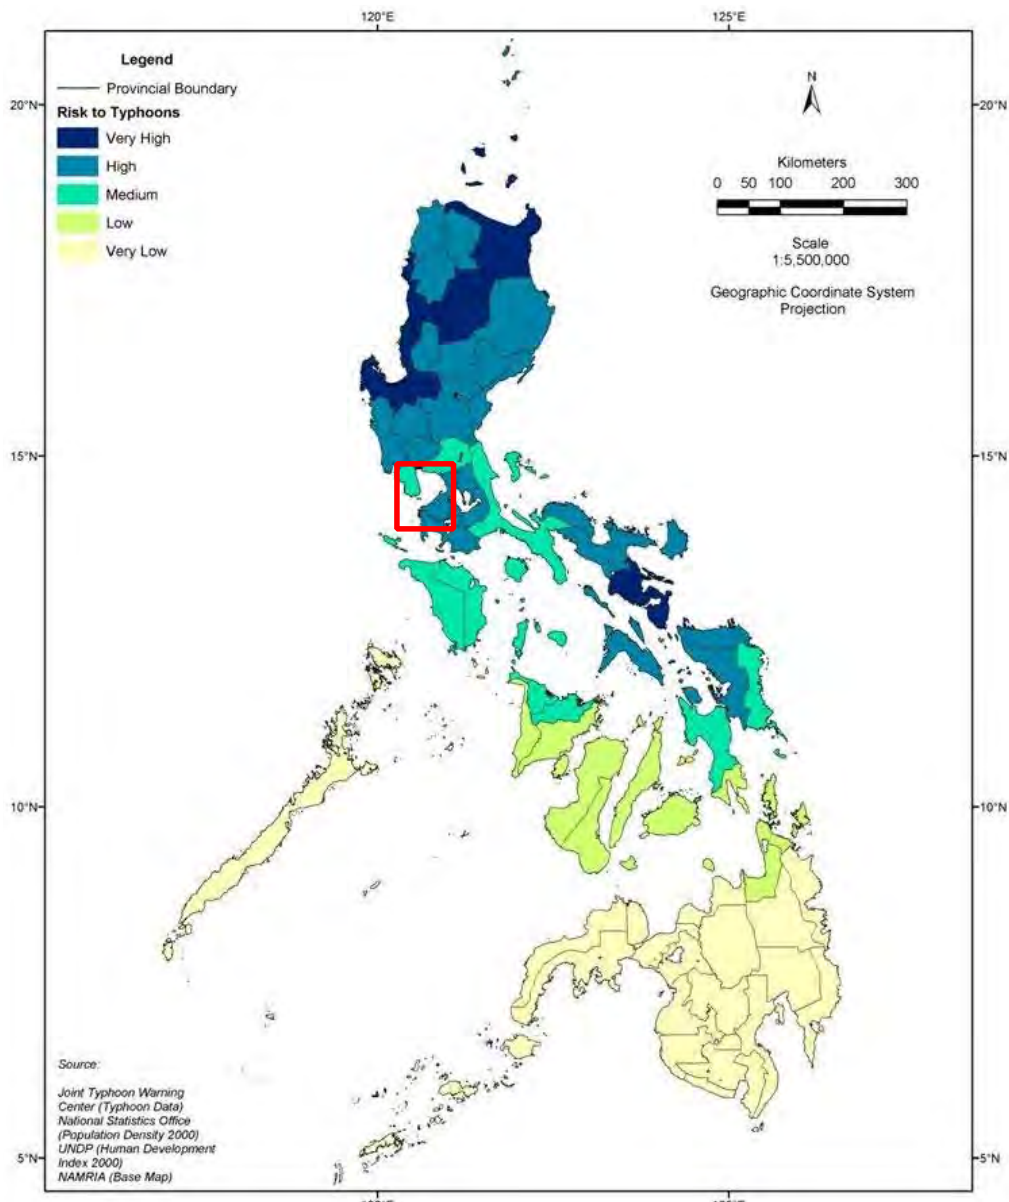 120°E 125°E
Legend
Provincial Boundary
20°N 20°N
Risk to Typhoons
N
Very High
High
Kilometers
Medium
0 50 100 200 300
Low
Scale
Very Low
1:5,500,000
Geographic Coordinate System
Projection
15°N 15°N
10°N 10°N
Source:
Joint Typhoon Warning
Center (Typhoon Data)
National Statistics Office
(Population Density 2000)
UNDP (Human Development
Index 2000)
NAMRIA (Base Map)
5°N 5°N